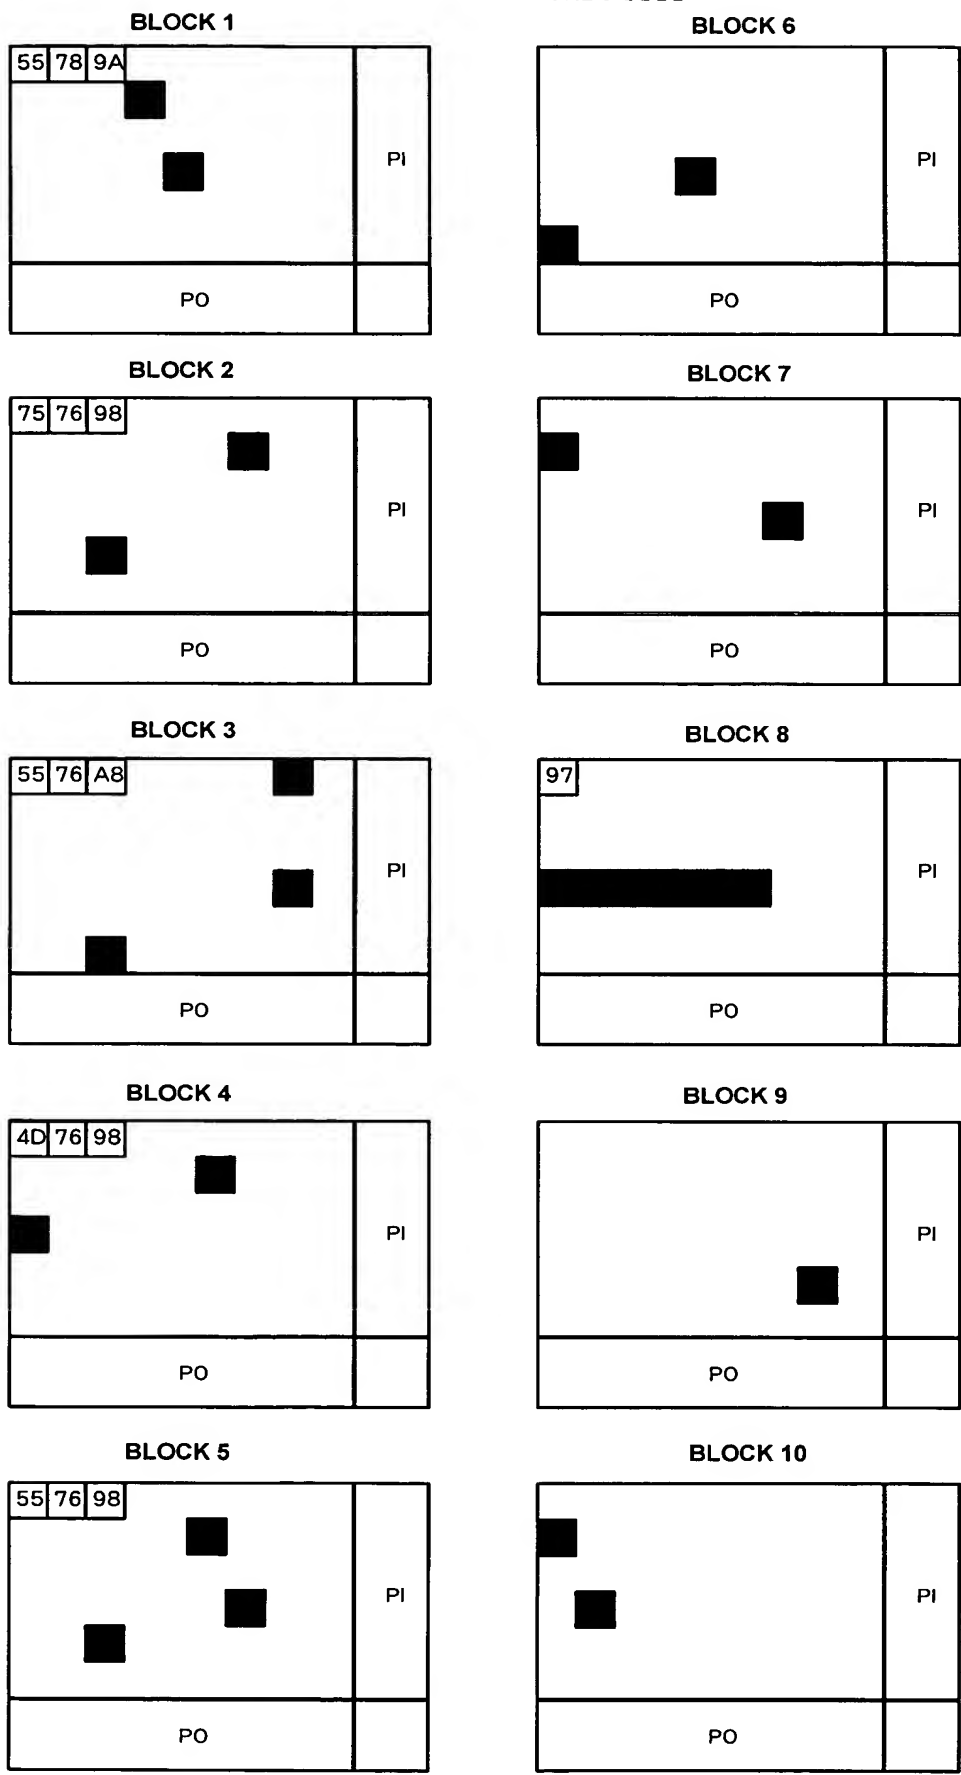 BLOCK 1
55 78 9A
PI
PO
BLOCK 2
75 76 98
PI
PO
BLOCK 3
55 76 A8
PI
PO
BLOCK 4
4D 76 98
PI
PO
BLOCK 5
55 76 98
PI
PO
BLOCK 6
PI
PO
BLOCK 7
PI
PO
BLOCK 8
97
PI
PO
BLOCK 9
PI
PO
BLOCK 10
PI
PO